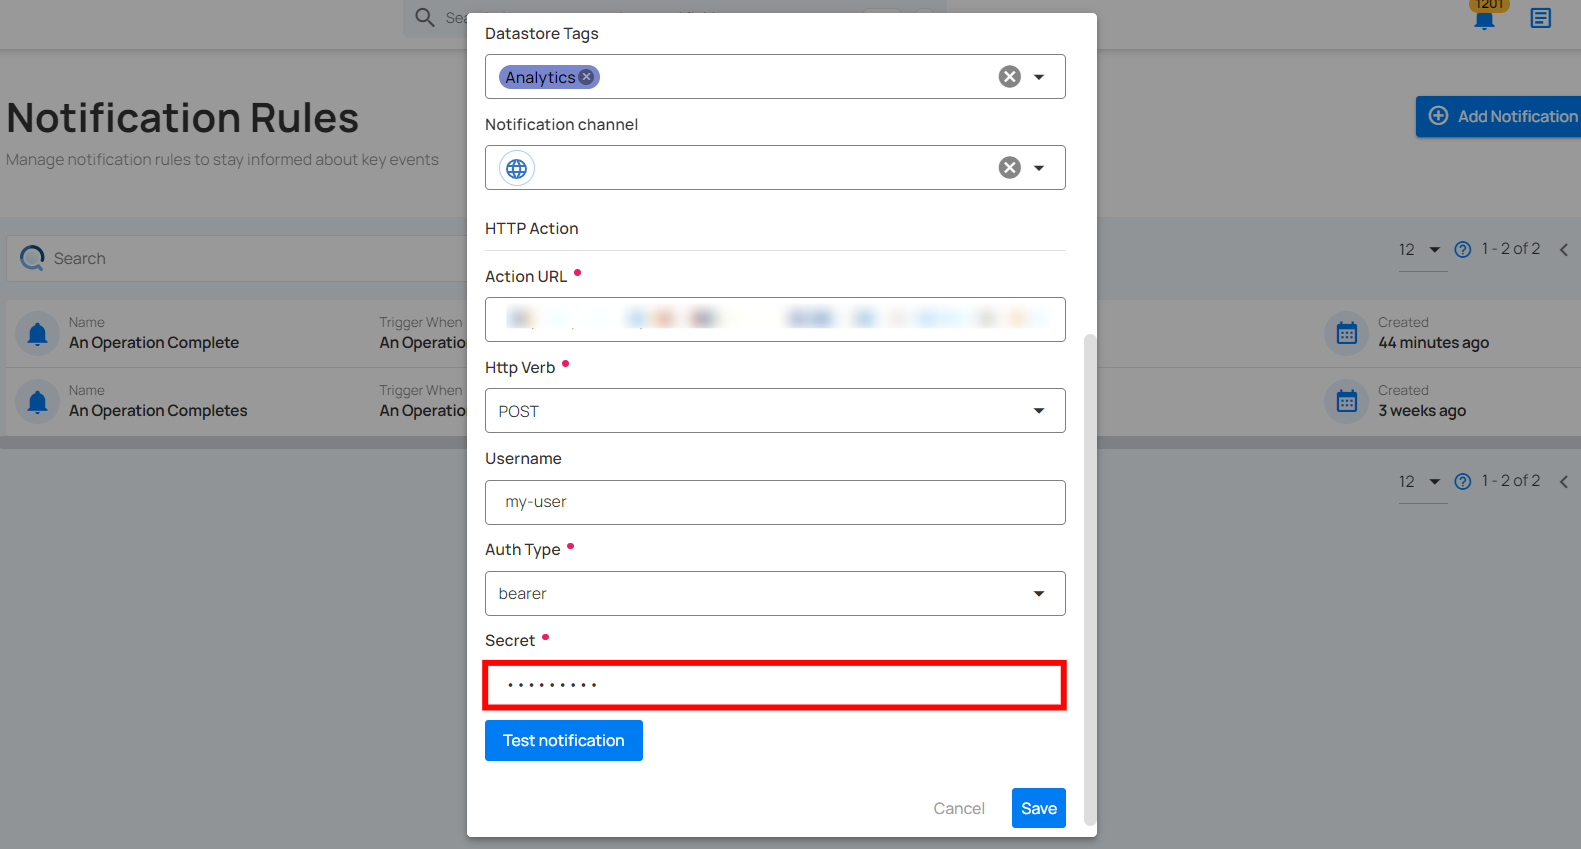 1201
Notification Rules
Manage notification rules to stay informed about key events
Add Notification
Search
12
1 - 2 of 2
Name
An Operation Complete
Trigger When
An Operatio
Created
44 minutes ago
Name
An Operation Completes
Trigger When
An Operatio
Created
3 weeks ago
12
1 - 2 of 2
Datastore Tags
Analytics
Notification channel
HTTP Action
Action URL
Http Verb
POST
Username
my-user
Auth Type
bearer
Secret
•••••••••
Test notification
Cancel
Save